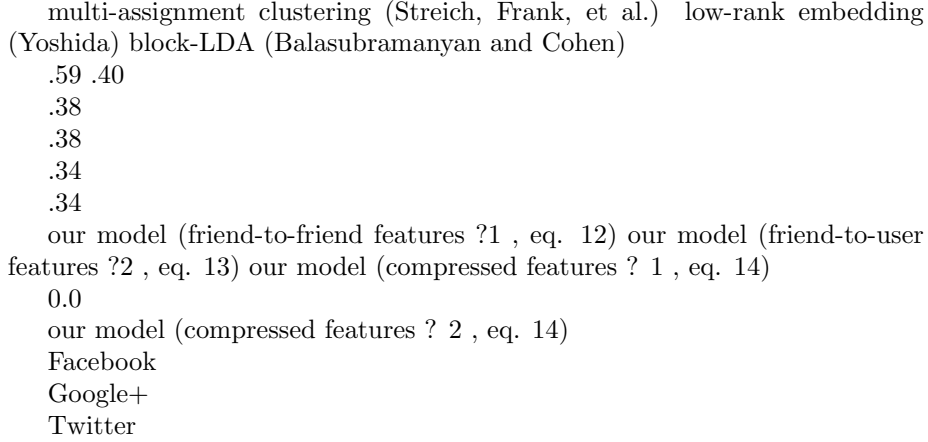 multi-assignment clustering (Streich, Frank, et al.) low-rank embedding
(Yoshida) block-LDA (Balasubramanyan and Cohen)
.59 .40
.38
.38
.34
.34
our model (friend-to-friend features ?1 , eq. 12) our model (friend-to-user
features ?2 , eq. 13) our model (compressed features ? 1 , eq. 14)
0.0
our model (compressed features ? 2 , eq. 14)
Facebook
Google+
Twitter